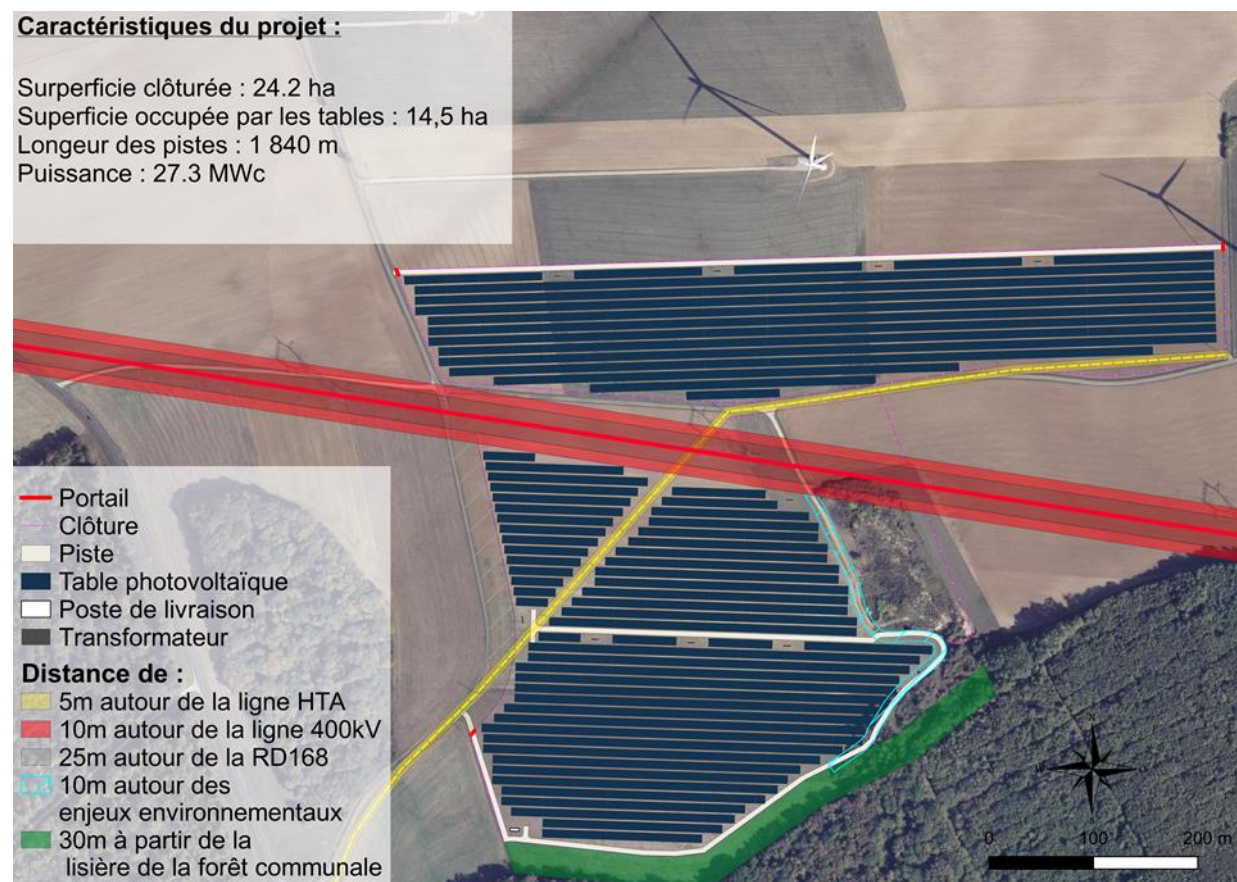 Caractéristiques du projet :
Surperficie clôturée : 24.2 ha
Superficie occupée par les tables : 14,5 ha
Longeur des pistes : 1 840 m
Puissance : 27.3 MWc
Portail
Clôture
Piste
Table photovoltaïque
Poste de livraison
Transformateur
Distance de :
5m autour de la ligne HTA
10m autour de la ligne 400kV
25m autour de la RD168
10m autour des
enjeux environnementaux
30m à partir de la
lisière de la forêt communale
0 100 200 m